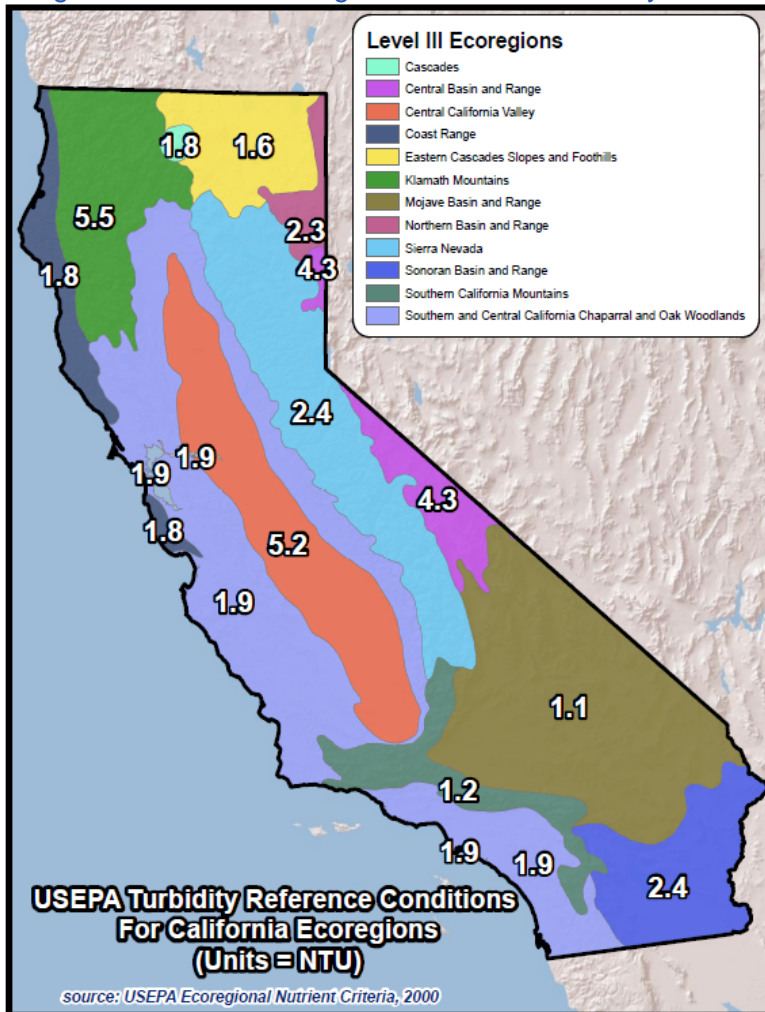 Level III Ecoregions
Cascades
Central Basin and Range
Central California Valley
Coast Range
Eastern Cascades Slopes and Foothills
Klamath Mountains
Mojave Basin and Range
Northern Basin and Range
Sierra Nevada
Sonoran Basin and Range
Southern California Mountains
Southern and Central California Chaparral and Oak Woodlands
1.8
1.6
5.5
2.3
1.8
4.3
2.4
1.9
1.9
4.3
1.8
5.2
1.9
1.1
1.2
1.9
1.9
2.4
USEPA Turbidity Reference Conditions
For California Ecoregions
(Units = NTU)
source: USEPA Ecoregional Nutrient Criteria, 2000